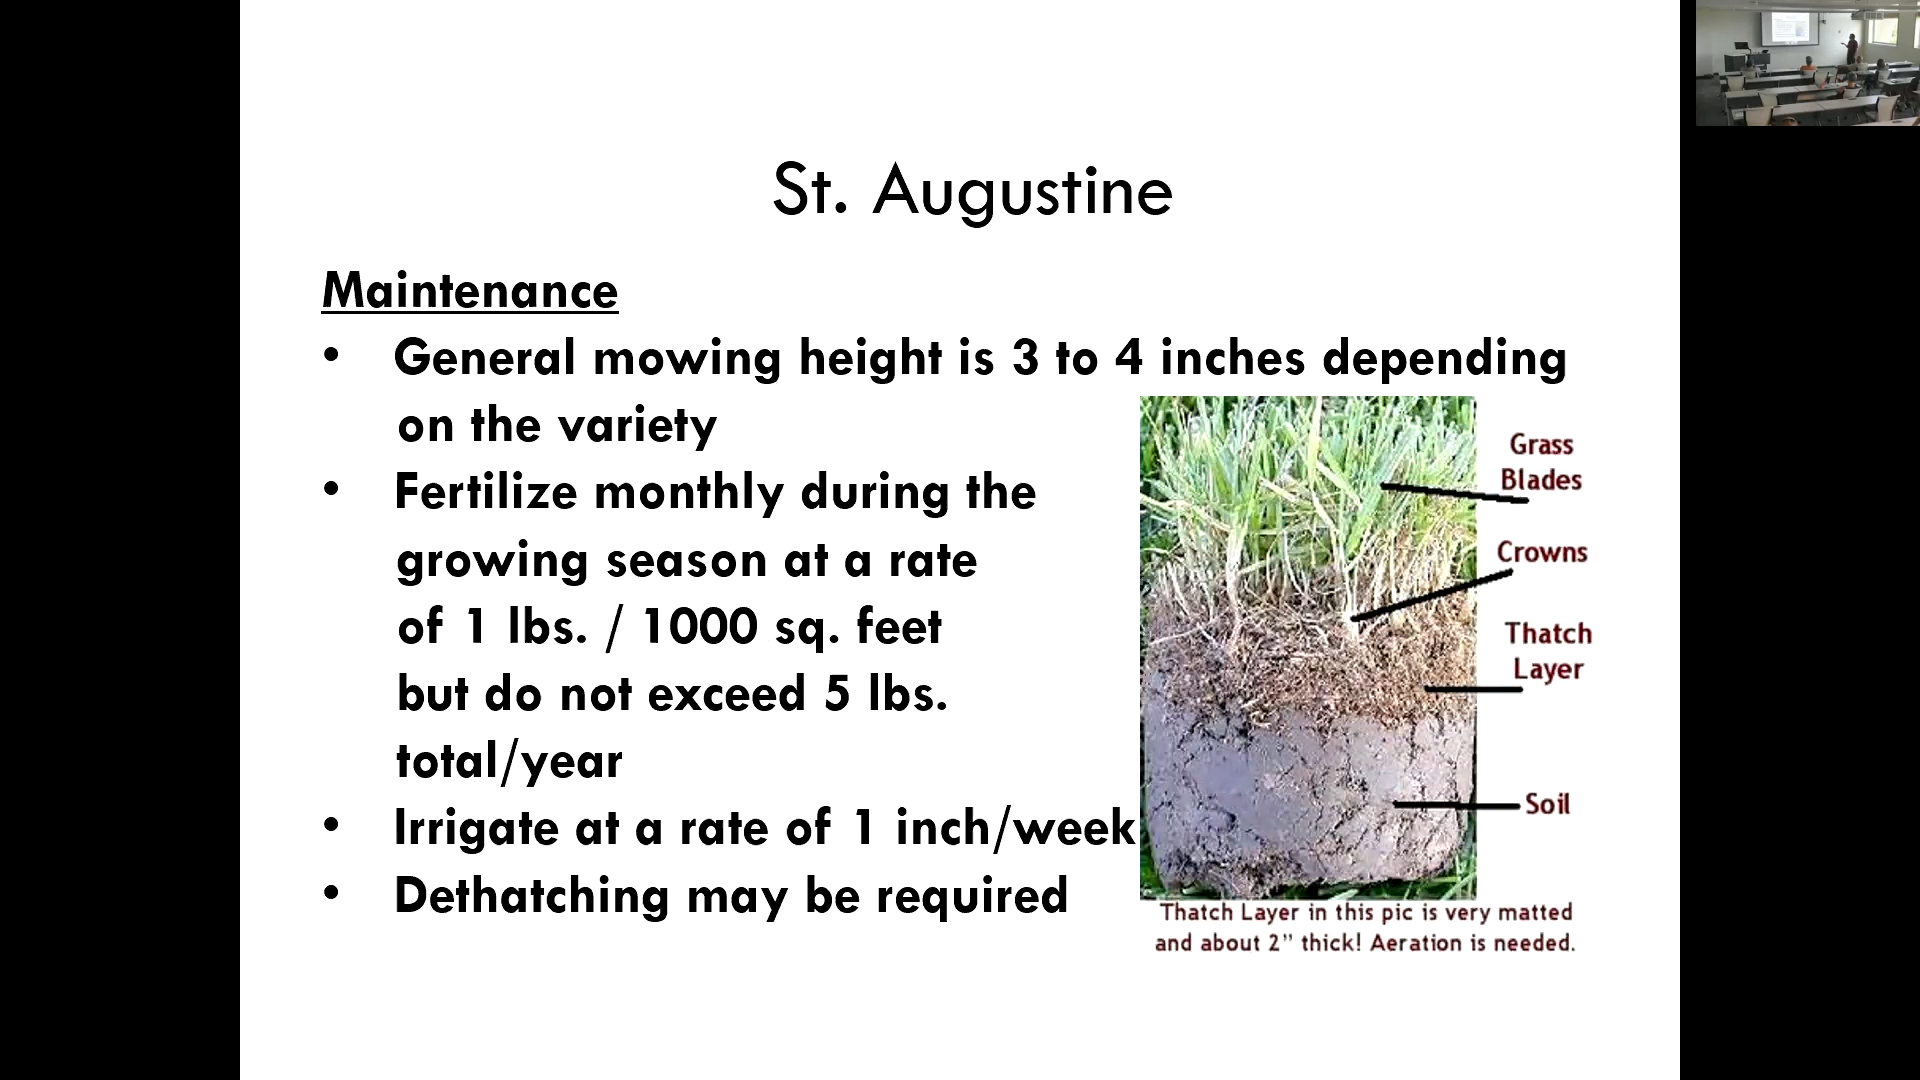 St. Augustine
Maintenance
• General mowing height is 3 to 4 inches depending
on the variety
• Fertilize monthly during the
growing season at a rate
of 1 lbs. / 1000 sq. feet
but do not exceed 5 lbs.
total/year
• Irrigate at a rate of 1 inch/week
• Dethatching may be required
Grass
Blades
Crowns
Thatch
Layer
Soil
Thatch Layer in this pic is very matted
and about 2” thick! Aeration is needed.